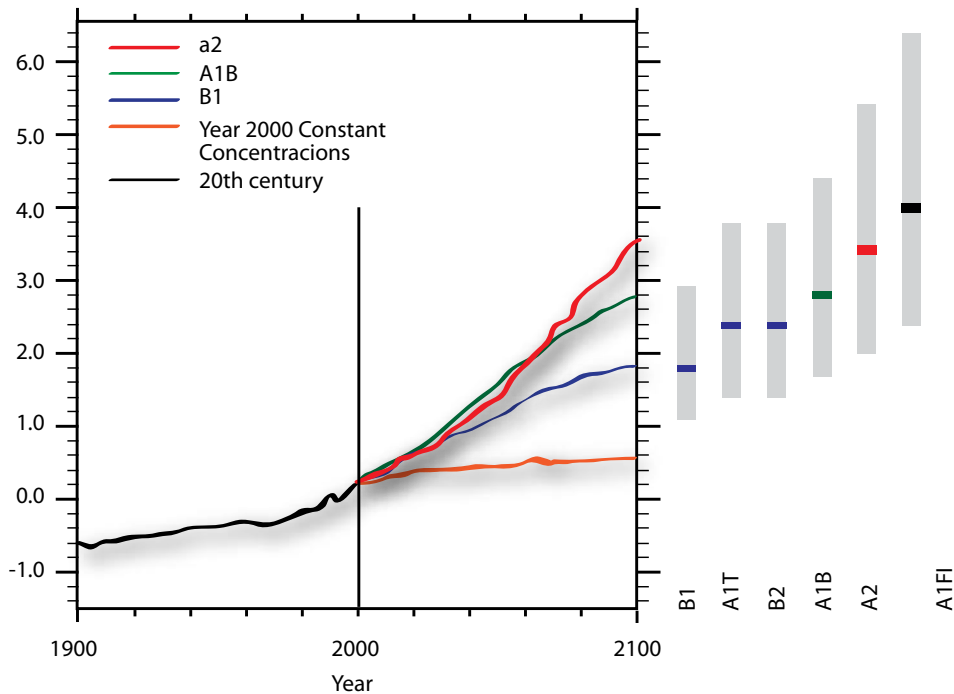 a2
A1B
B1
Year 2000 Constant
Concentracions
20th century
6.0
5.0
4.0
3.0
2.0
1.0
0.0
-1.0
1900
2000
2100
Year
B1
A1T
B2
A1B
A2
A1FI